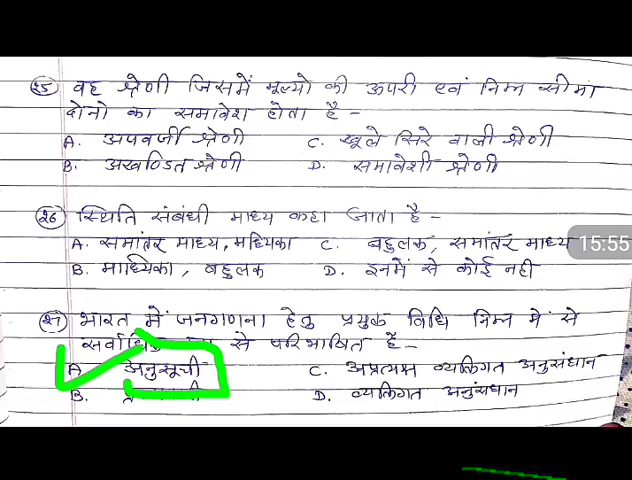 25 वह श्रेणी जिसमें मूल्यो की ऊपरी एवं निम्न सीमा
दोनो का समावेश होता है -
A. अपवर्जी श्रेणी C. खूले सिरे वाली श्रेणी
B. अखण्डित श्रेणी D. समावेशी श्रेणी
26 स्थिति संबंधी माध्य कहा जाता है -
A. समांतर माध्य, मध्यिका C. बहुलक, समांतर माध्य
15:55
B. माध्यिका, बहुलक D. इनमें से कोई नही
27 भारत में जनगणना हेतु प्रमुख विधि निम्न में से
सर्वाधिक से परिभाषित है -
A अनुसूची C. अप्रत्यक्ष व्यक्तिगत अनुसंधान
B. D. व्यक्तिगत अनुसंधान